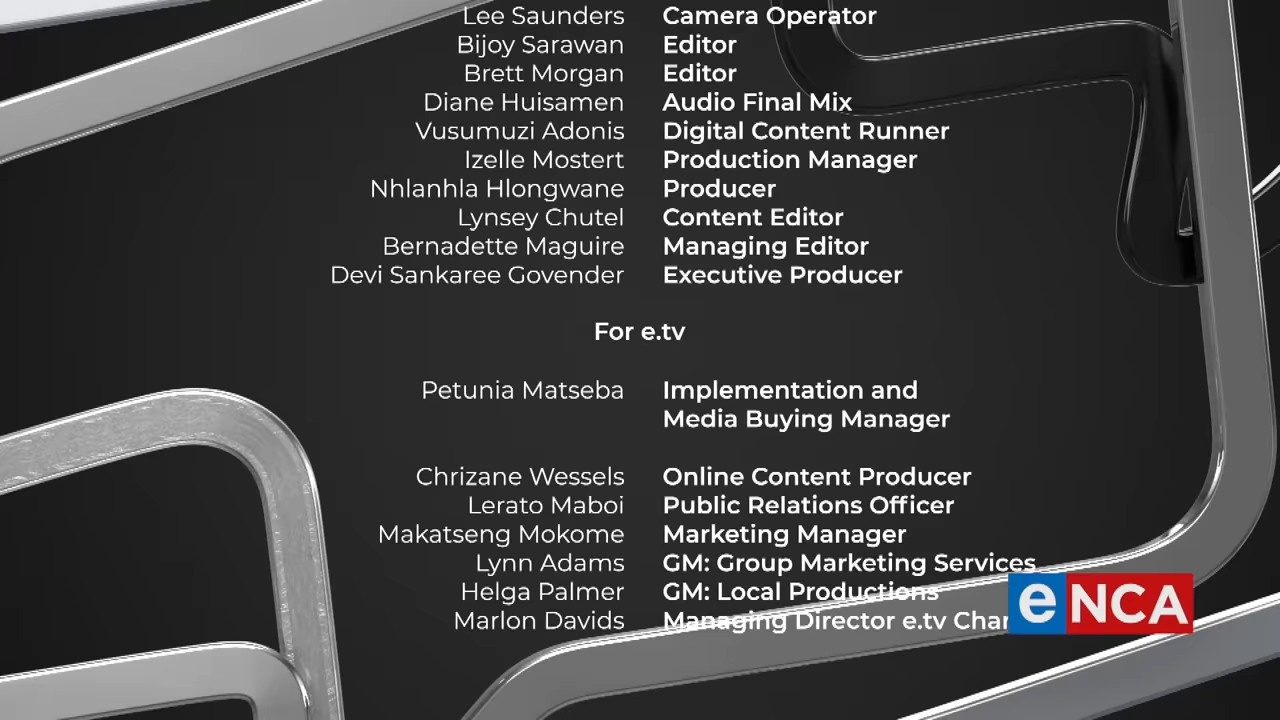 Lee Saunders Camera Operator
Bijoy Sarawan Editor
Brett Morgan Editor
Diane Huisamen Audio Final Mix
Vusumuzi Adonis Digital Content Runner
Izelle Mostert Production Manager
Nhlanhla Hlongwane Producer
Lynsey Chutel Content Editor
Bernadette Maguire Managing Editor
Devi Sankaree Govender Executive Producer
For e.tv
Petunia Matseba Implementation and
Media Buying Manager
Chrizane Wessels Online Content Producer
Lerato Maboi Public Relations Officer
Makatseng Mokome Marketing Manager
Lynn Adams GM: Group Marketing Services
Helga Palmer GM: Local Productions
Marlon Davids Managing Director e.tv
eNCA